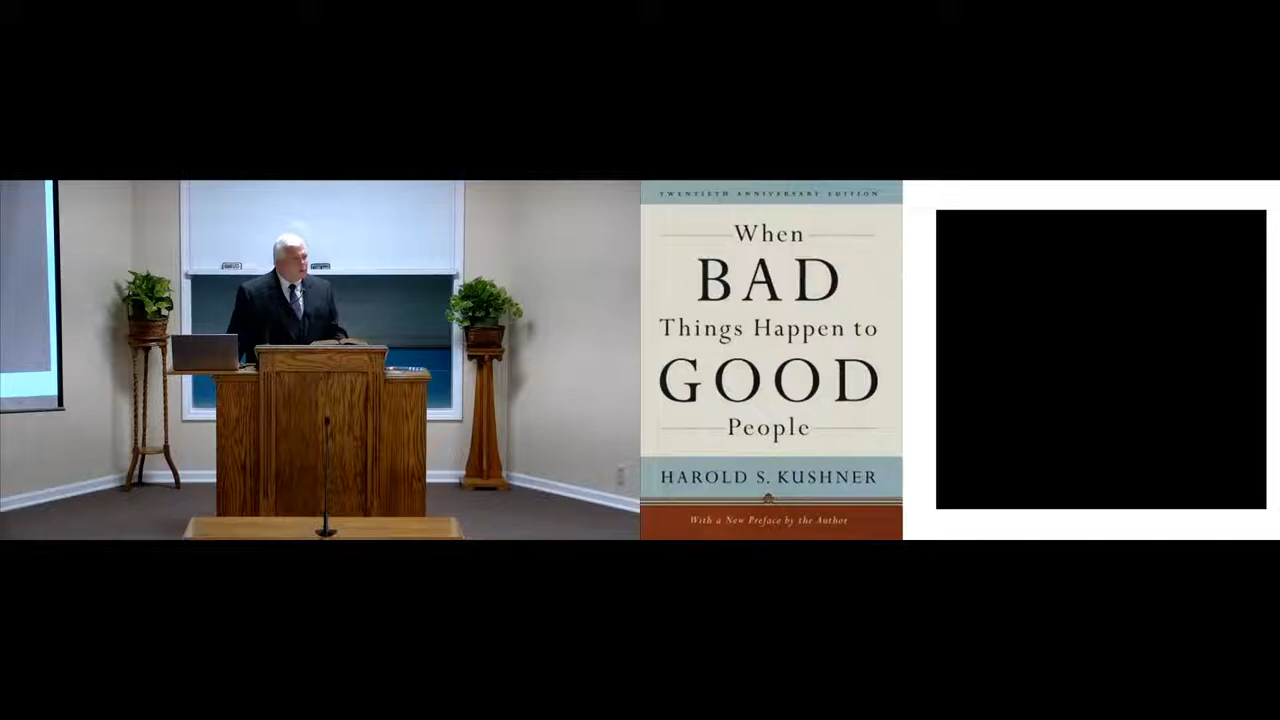 TWENTIETH ANNIVERSARY EDITION
When
BAD
Things Happen to
GOOD
People
HAROLD S. KUSHNER
With a New Preface by the Author